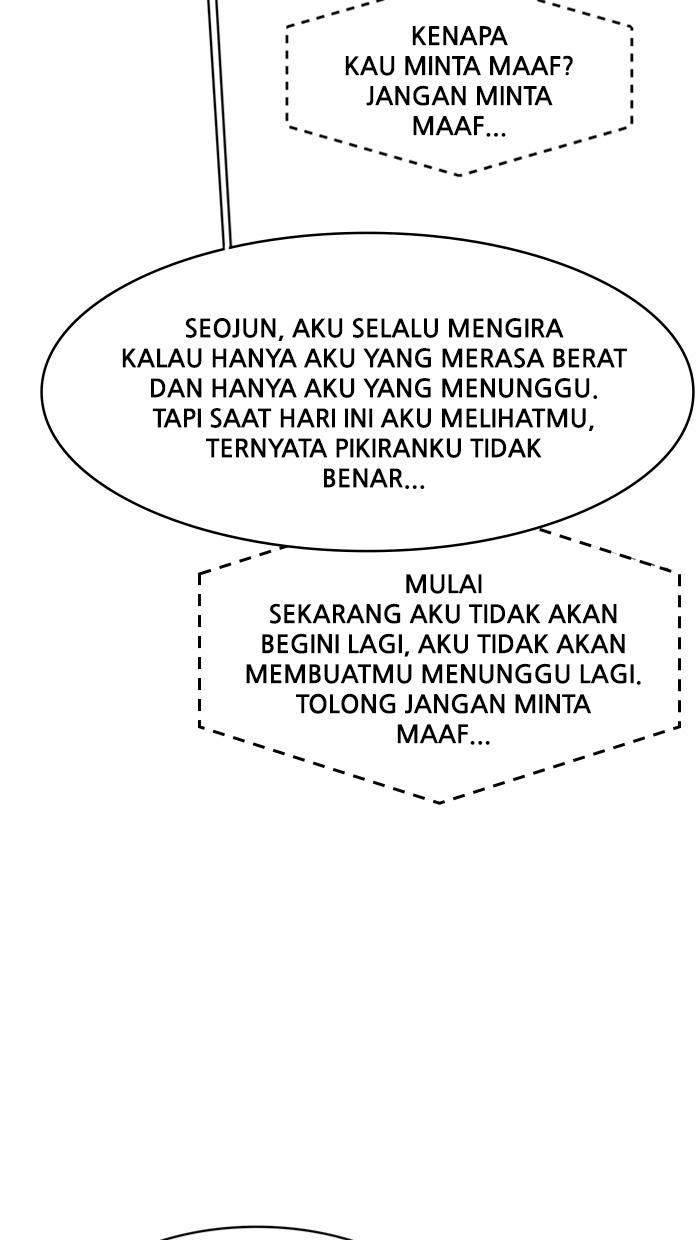 KENAPA
KAU MINTA MAAF?
JANGAN MINTA
MAAF...
SEOJUN, AKU SELALU MENGIRA
KALAU HANYA AKU YANG MERASA BERAT
DAN HANYA AKU YANG MENUNGGU.
TAPI SAAT HARI INI AKU MELIHATMU,
TERNYATA PIKIRANKU TIDAK
BENAR...
MULAI
SEKARANG AKU TIDAK AKAN
BEGINI LAGI, AKU TIDAK AKAN
MEMBUATMU MENUNGGU LAGI.
TOLONG JANGAN MINTA
MAAF...